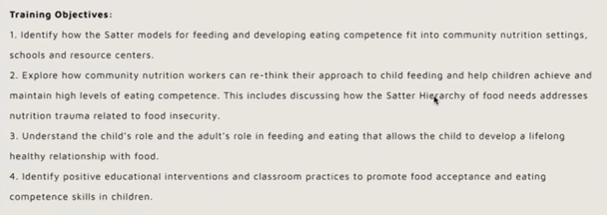 Training Objectives:
1. Identify how the Satter models for feeding and developing eating competence fit into community nutrition settings,
schools and resource centers.
2. Explore how community nutrition workers can re-think their approach to child feeding and help children achieve and
maintain high levels of eating competence. This includes discussing how the Satter Hierarchy of food needs addresses
nutrition trauma related to food insecurity.
3. Understand the child's role and the adult's role in feeding and eating that allows the child to develop a lifelong
healthy relationship with food.
4. Identify positive educational interventions and classroom practices to promote food acceptance and eating
competence skills in children.